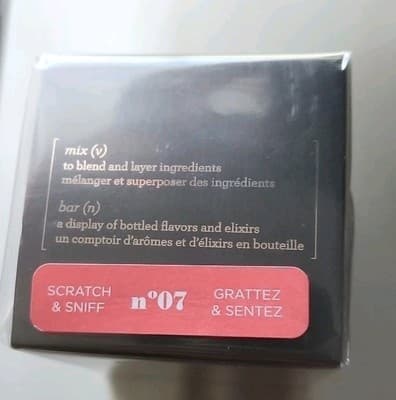 mix (v)
to blend and layer ingredients
mélanger et superposer des ingrédients
bar (n)
a display of bottled flavors and elixirs
un comptoir d'arômes et d'élixirs en bouteille
SCRATCH
& SNIFF
nº07
GRATTEZ
& SENTEZ